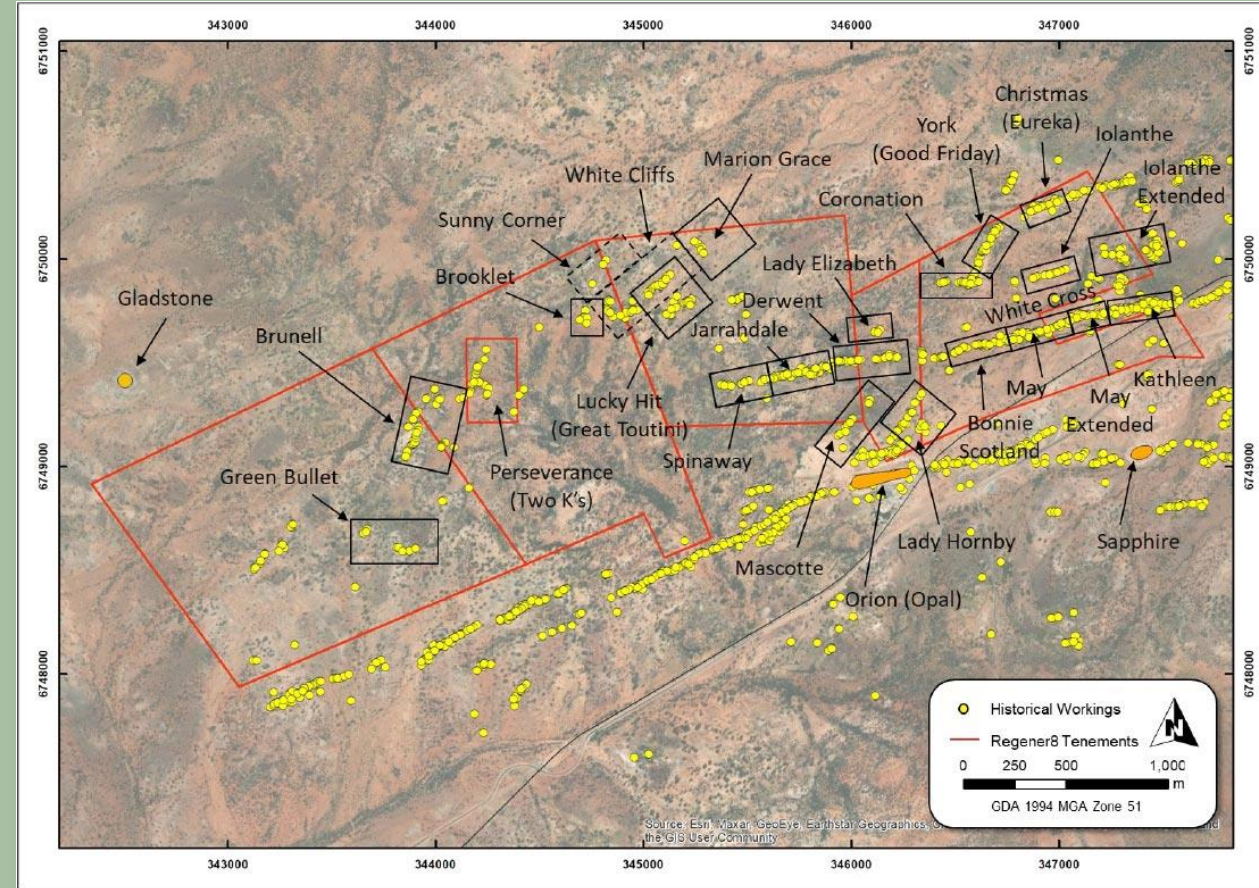 343000
344000
345000
346000
347000
6751000
6751000
Christmas
(Eureka)
York
(Good Friday)
Iolanthe
Marion Grace
White Cliffs
Iolanthe
Extended
Coronation
Sunny Corner
6750000
6750000
Lady Elizabeth
Brooklet
Gladstone
Derwent
White Cross
Jarrahdale
Brunell
May
Kathleen
Lucky Hit
(Great Toutini)
May
Extended
Bonnie
Scotland
Spinaway
6749000
6749000
Perseverance
(Two K's)
Green Bullet
Lady Hornby
Sapphire
Mascotte
Orion (Opal)
6748000
6748000
Historical Workings
N
Regener8 Tenements
0 250 500 1,000
m
GDA 1994 MGA Zone 51
Source: Esri, Maxar, GeoEye, Earthstar Geographics,
the GIS User Community
343000
344000
345000
346000
347000